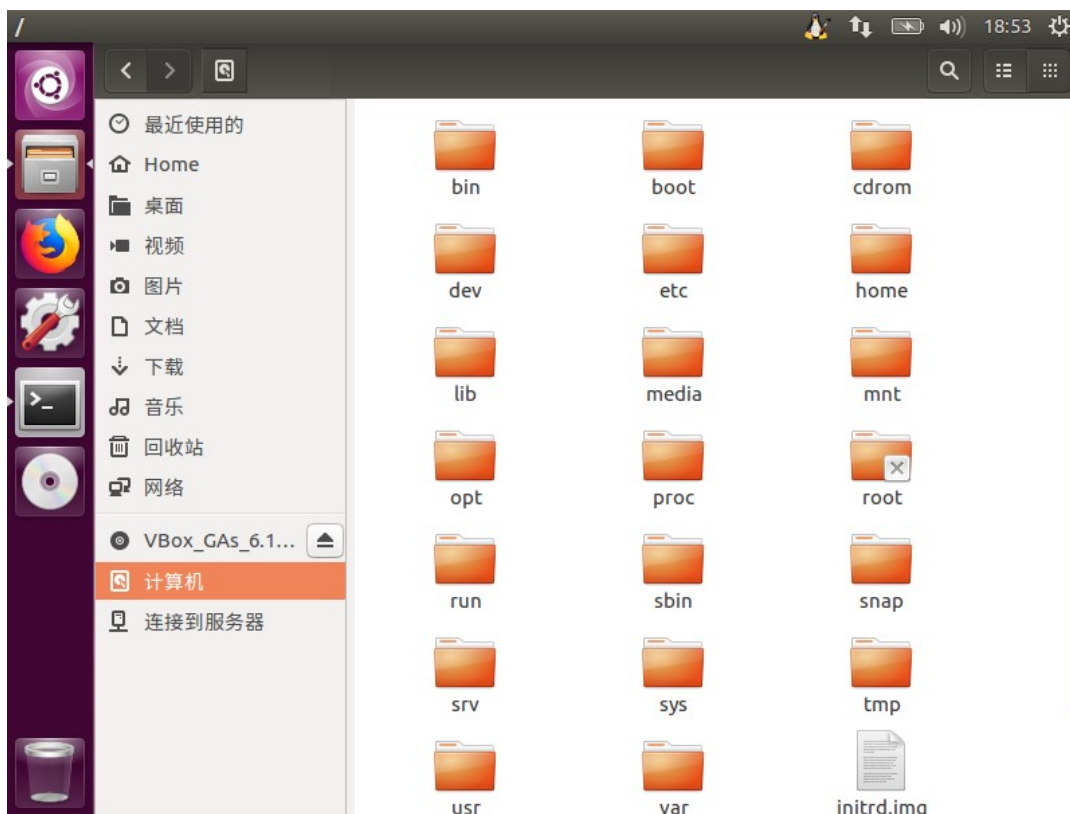 /
18:53
最近使用的
Home
桌面
视频
图片
文档
下载
音乐
回收站
网络
VBox_GAs_6.1...
计算机
连接到服务器
bin boot cdrom
dev etc home
lib media mnt
opt proc root
run sbin snap
srv sys tmp
usr var initrd.img